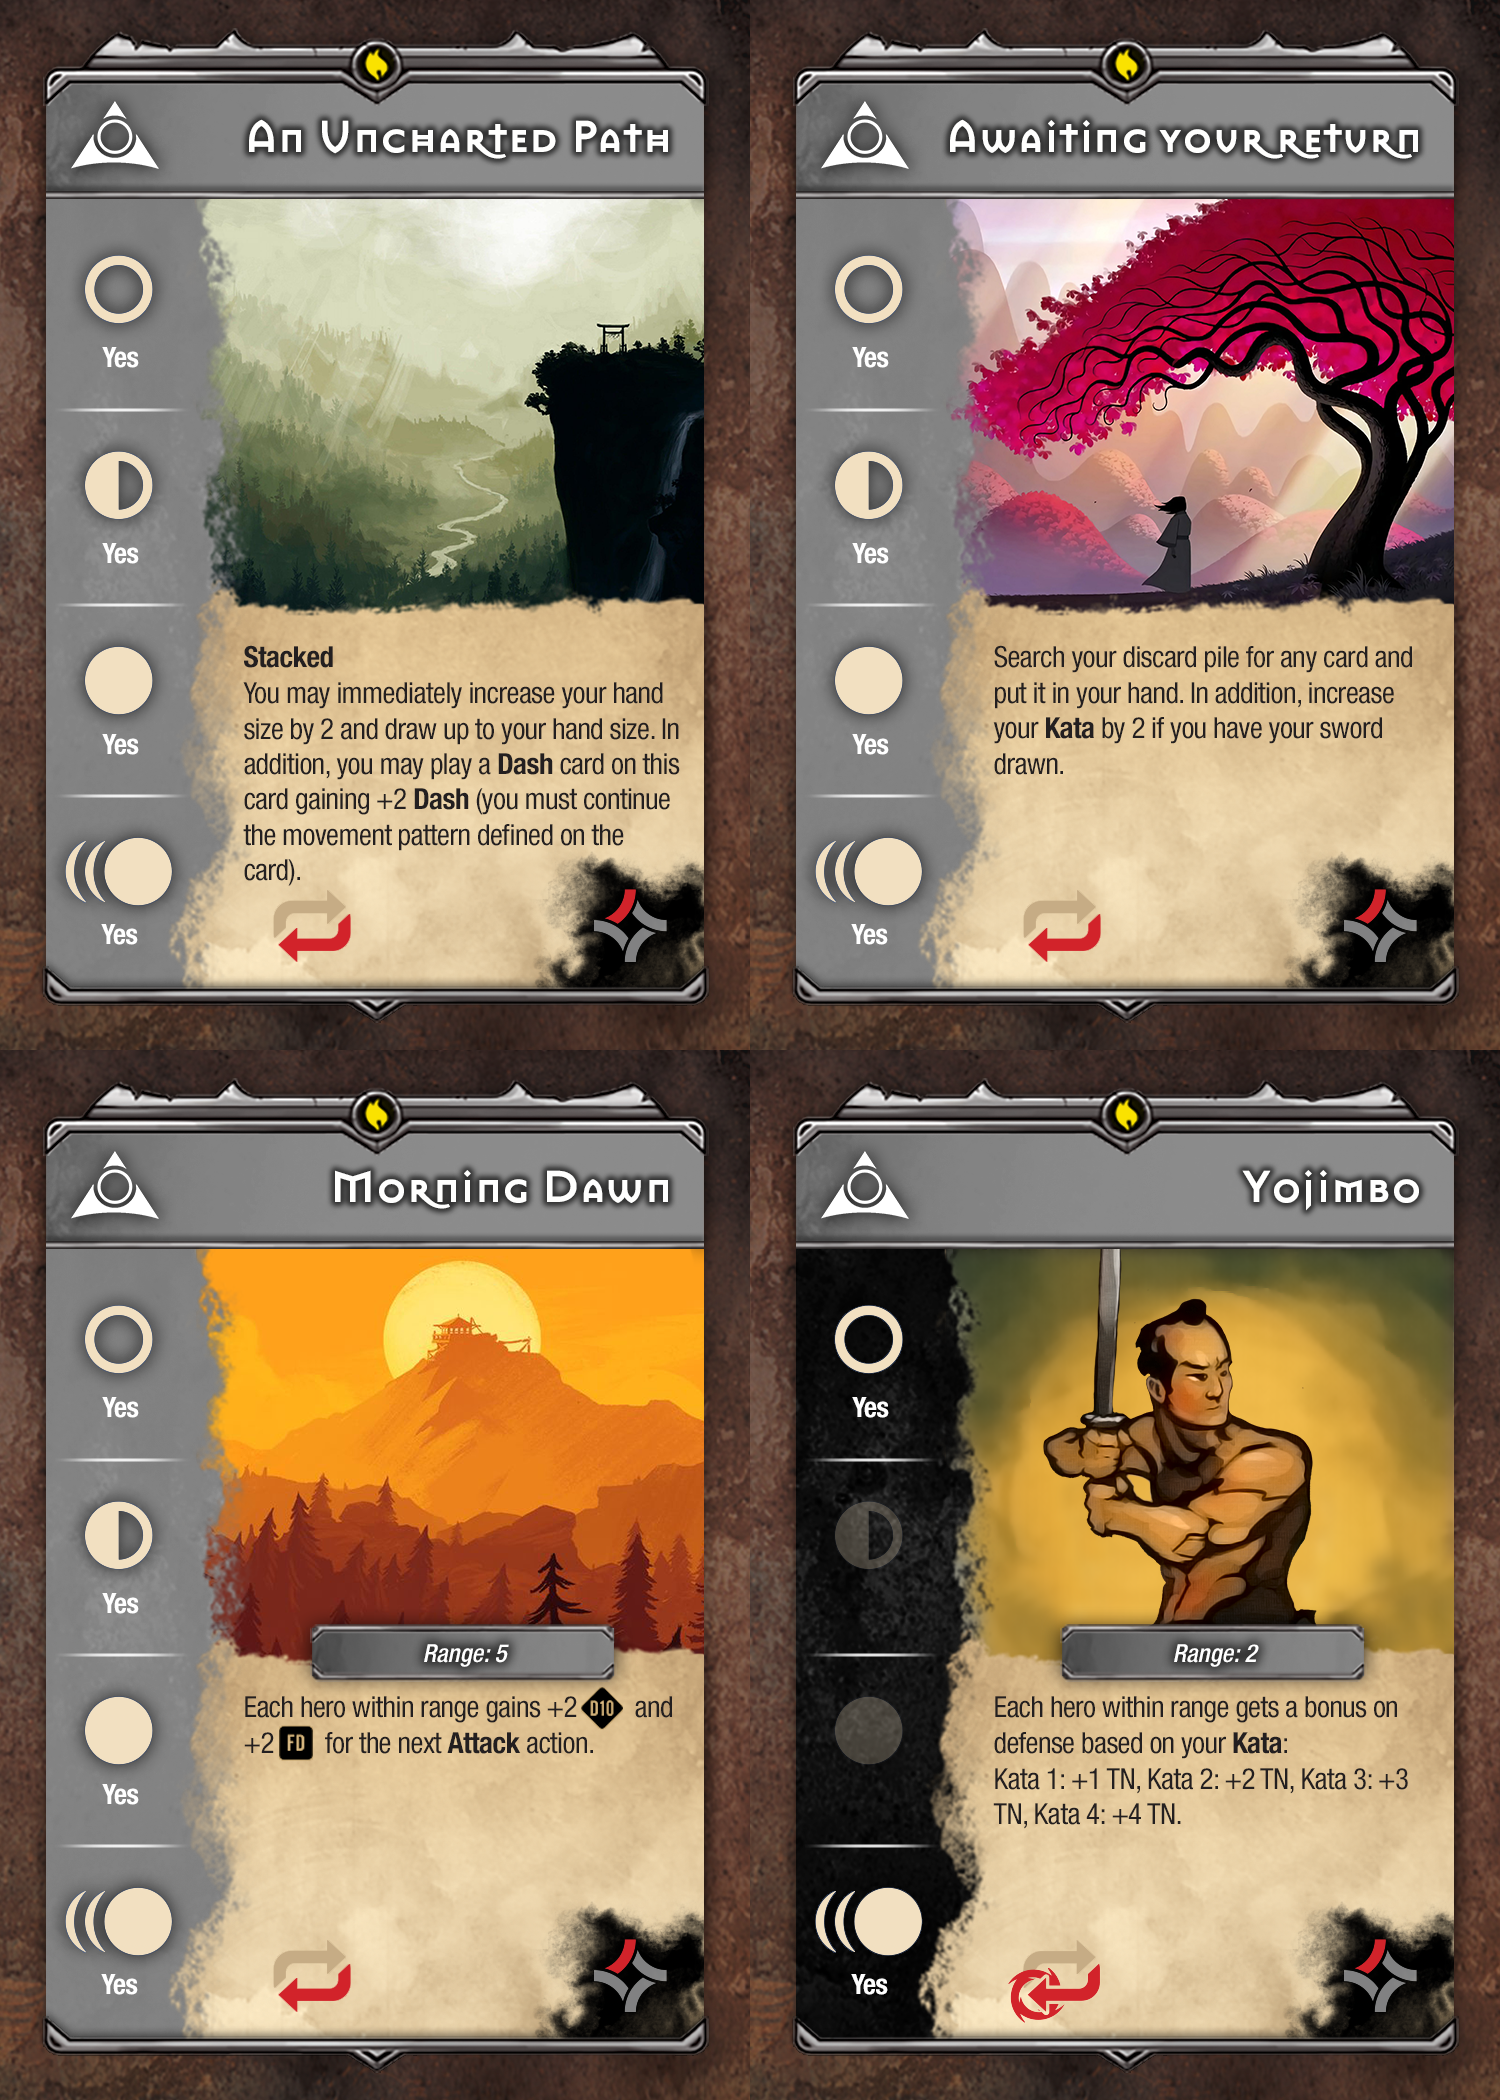 An Uncharted Path
Yes
Yes
Yes
Yes
Stacked
You may immediately increase your hand
size by 2 and draw up to your hand size. In
addition, you may play a Dash card on this
card gaining +2 Dash (you must continue
the movement pattern defined on the
card).
Awaiting your return
Yes
Yes
Yes
Yes
Search your discard pile for any card and
put it in your hand. In addition, increase
your Kata by 2 if you have your sword
drawn.
Morning Dawn
Yes
Yes
Yes
Yes
Range: 5
Each hero within range gains +2 D10 and
+2 FD for the next Attack action.
Yojimbo
Yes
Yes
Range: 2
Each hero within range gets a bonus on
defense based on your Kata:
Kata 1: +1 TN, Kata 2: +2 TN, Kata 3: +3
TN, Kata 4: +4 TN.